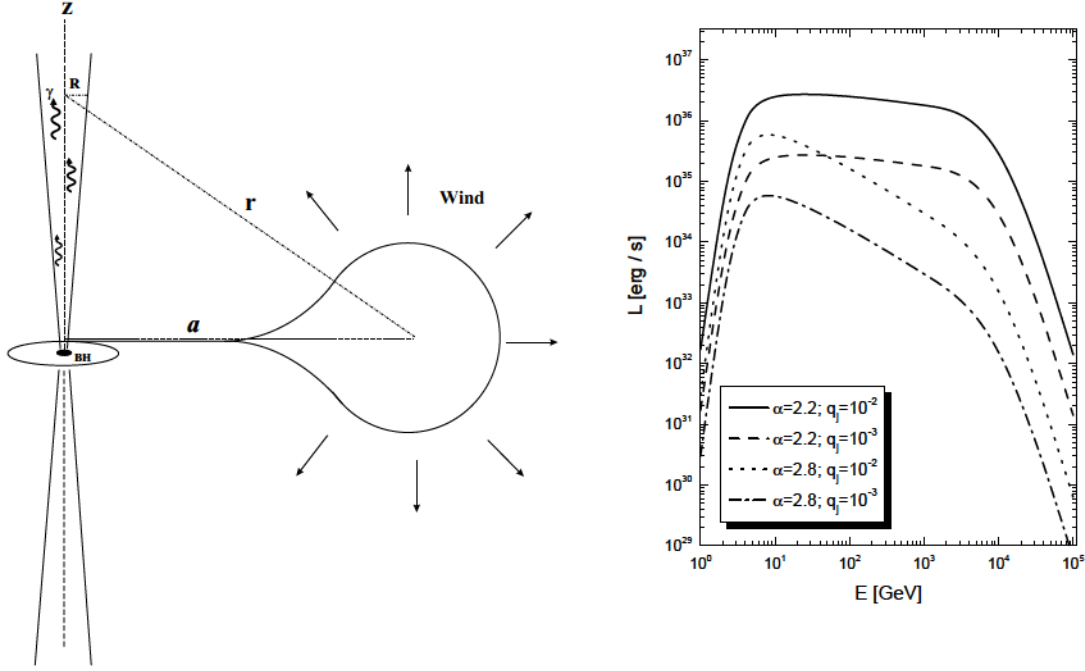 z
R
γ
r
Wind
a
BH
L [erg / s]
10^37
10^36
10^35
10^34
10^33
10^32
10^31
10^30
10^29
α=2.2; q_j=10^-2
α=2.2; q_j=10^-3
α=2.8; q_j=10^-2
α=2.8; q_j=10^-3
10^0 10^1 10^2 10^3 10^4 10^5
E [GeV]